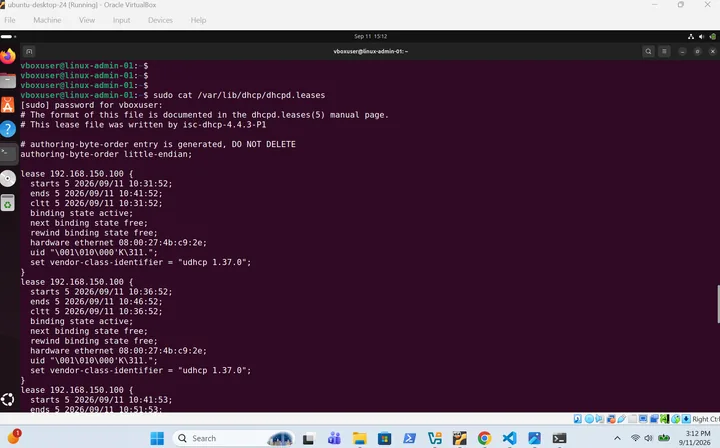 ubuntu-desktop-24 [Running] - Oracle VirtualBox
File Machine View Input Devices Help
Sep 11 15:12
vboxuser@linux-admin-01: ~
vboxuser@linux-admin-01:~$
vboxuser@linux-admin-01:~$
vboxuser@linux-admin-01:~$
vboxuser@linux-admin-01:~$ sudo cat /var/lib/dhcp/dhcpd.leases
[sudo] password for vboxuser:
# The format of this file is documented in the dhcpd.leases(5) manual page.
# This lease file was written by isc-dhcp-4.4.3-P1
# authoring-byte-order entry is generated, DO NOT DELETE
authoring-byte-order little-endian;
lease 192.168.150.100 {
starts 5 2026/09/11 10:31:52;
ends 5 2026/09/11 10:41:52;
cltt 5 2026/09/11 10:31:52;
binding state active;
next binding state free;
rewind binding state free;
hardware ethernet 08:00:27:4b:c9:2e;
uid "\001\010\000'K\311.";
set vendor-class-identifier = "udhcp 1.37.0";
}
lease 192.168.150.100 {
starts 5 2026/09/11 10:36:52;
ends 5 2026/09/11 10:46:52;
cltt 5 2026/09/11 10:36:52;
binding state active;
next binding state free;
rewind binding state free;
hardware ethernet 08:00:27:4b:c9:2e;
uid "\001\010\000'K\311.";
set vendor-class-identifier = "udhcp 1.37.0";
}
lease 192.168.150.100 {
starts 5 2026/09/11 10:41:53;
ends 5 2026/09/11 10:51:53;
Right Ctrl
Search
3:12 PM
9/11/2026